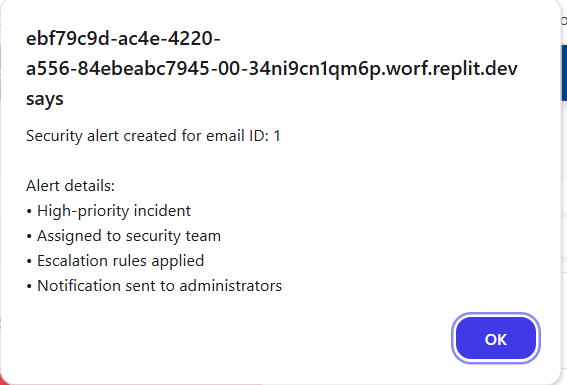 ebf79c9d-ac4e-4220-
a556-84ebeabc7945-00-34ni9cn1qm6p.worf.replit.dev
says
Security alert created for email ID: 1
Alert details:
• High-priority incident
• Assigned to security team
• Escalation rules applied
• Notification sent to administrators
OK